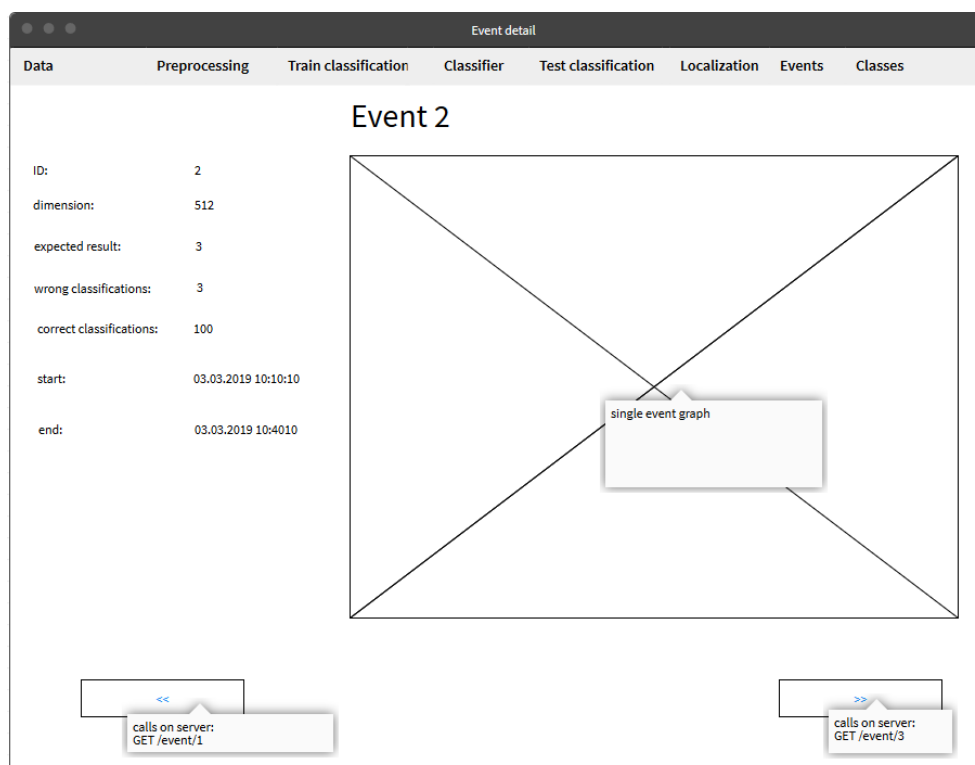 Event detail
Data Preprocessing Train classification Classifier Test classification Localization Events Classes
Event 2
ID: 2
dimension: 512
expected result: 3
wrong classifications: 3
correct classifications: 100
start: 03.03.2019 10:10:10
end: 03.03.2019 10:4010
single event graph
<<
calls on server:
GET /event/1
>>
calls on server:
GET /event/3